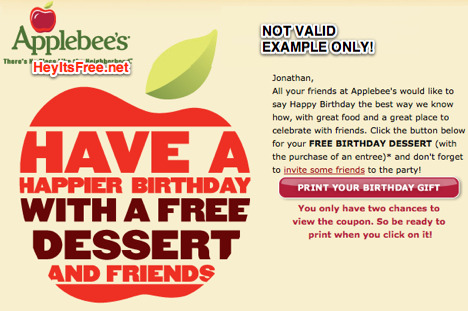 Applebee's
There's No Place Like the Neighborhood
HeyItsFree.net
HAVE A
HAPPIER BIRTHDAY
WITH A FREE
DESSERT
AND FRIENDS
NOT VALID
EXAMPLE ONLY!
Jonathan,
All your friends at Applebee's would like to
say Happy Birthday the best way we know
how, with great food and a great place to
celebrate with friends. Click the button below
for your FREE BIRTHDAY DESSERT (with
the purchase of an entree)* and don't forget
to invite some friends to the party!
PRINT YOUR BIRTHDAY GIFT
You only have two chances to
view the coupon. So be ready to
print when you click on it!